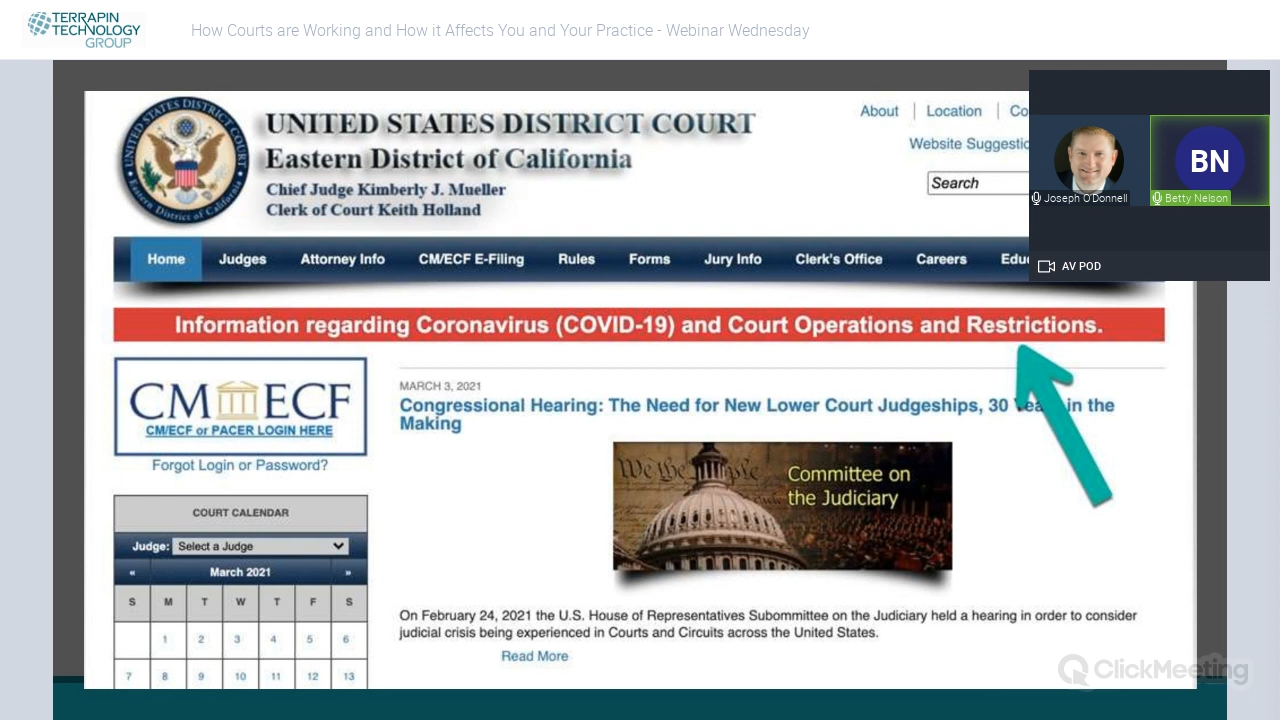 TERRAPIN
TECHNOLOGY
GROUP
How Courts are Working and How it Affects You and Your Practice - Webinar Wednesday
UNITED STATES DISTRICT COURT
Eastern District of California
Chief Judge Kimberly J. Mueller
Clerk of Court Keith Holland
About Location
Website
Search
BN
Joseph O'Donnell Betty Nelson
AV POD
Home Judges Attorney Info CM/ECF E-Filing Rules Forms Jury Info Clerk's Office Careers
Information regarding Coronavirus (COVID-19) and Court Operations and Restrictions.
CM ECF
CM/ECF or PACER LOGIN HERE
Forgot Login or Password?
MARCH 3, 2021
Congressional Hearing: The Need for New Lower Court Judgeships, 30 in the
Making
We the People
Committee on
the Judiciary
On February 24, 2021 the U.S. House of Representatives Subommittee on the Judiciary held a hearing in order to consider
judicial crisis being experienced in Courts and Circuits across the United States.
Read More
COURT CALENDAR
Judge: Select a Judge
« March 2021 »
S M T W T F S
1 2 3 4 5 6
7 8 9 10 11 12 13
ClickMeeting